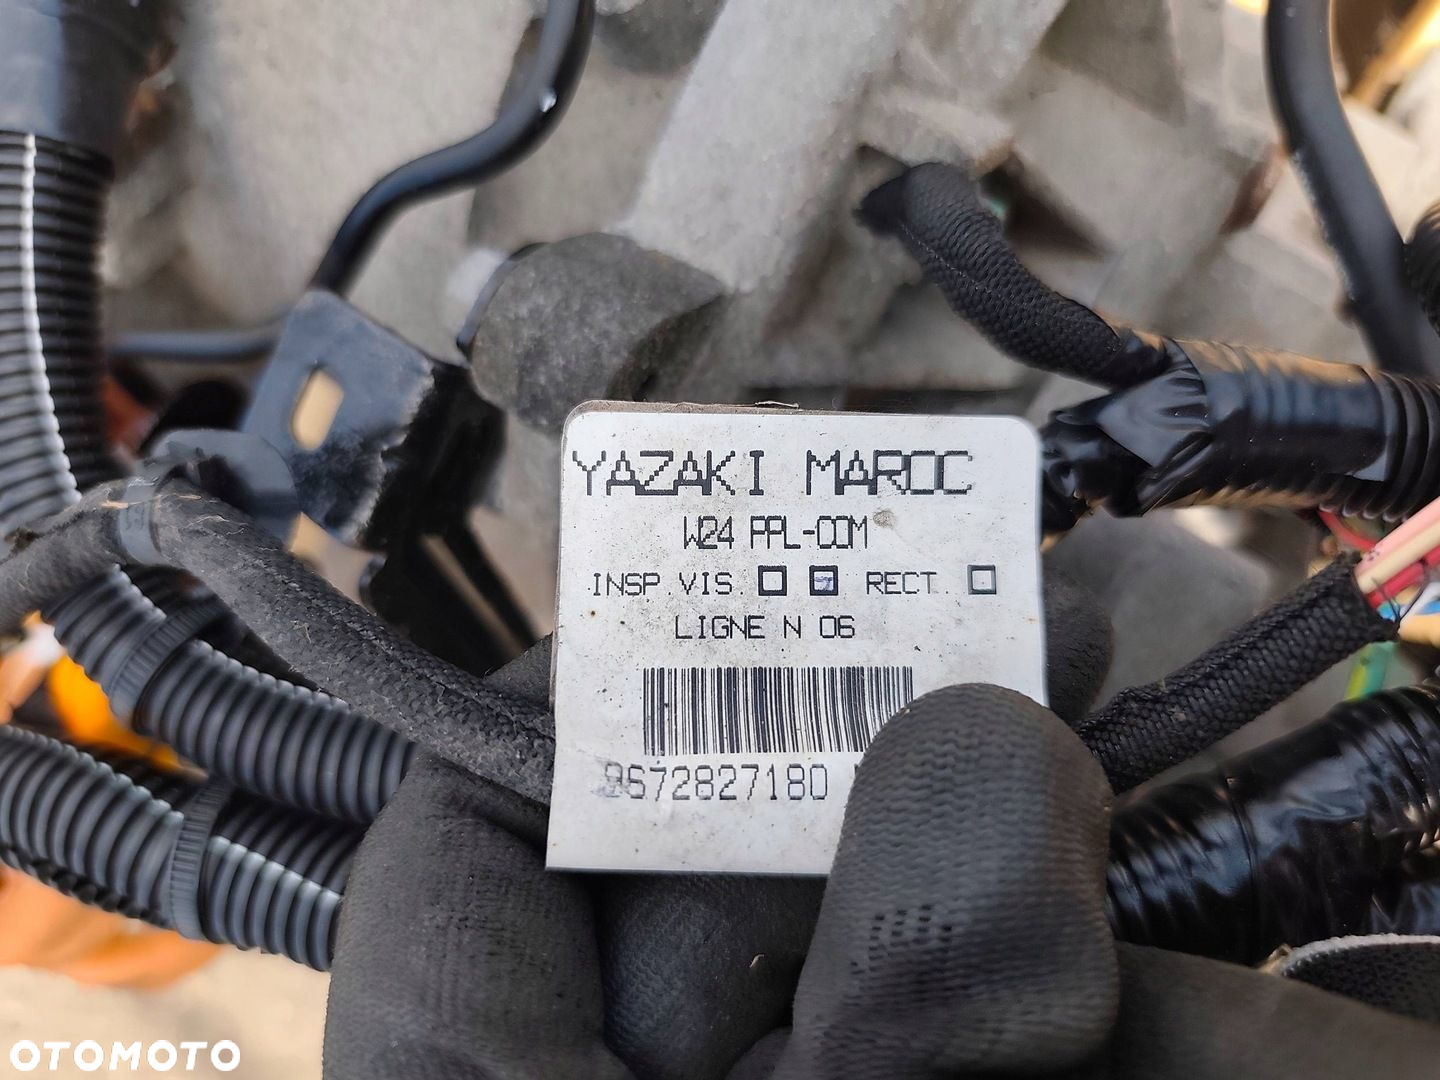 YAZAKI MAROC
W24 PPL-COM
INSP.VIS RECT.
LIGNE N 06
9672827180
OTOMOTO